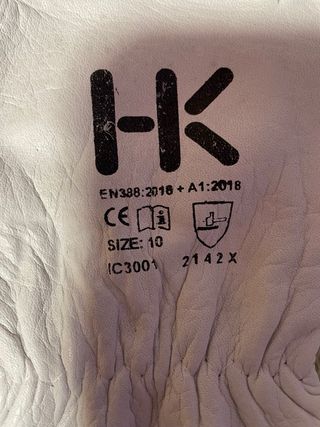 HK
EN388:2016 + A1:2018
CE i
SIZE: 10
IC3001 2142X